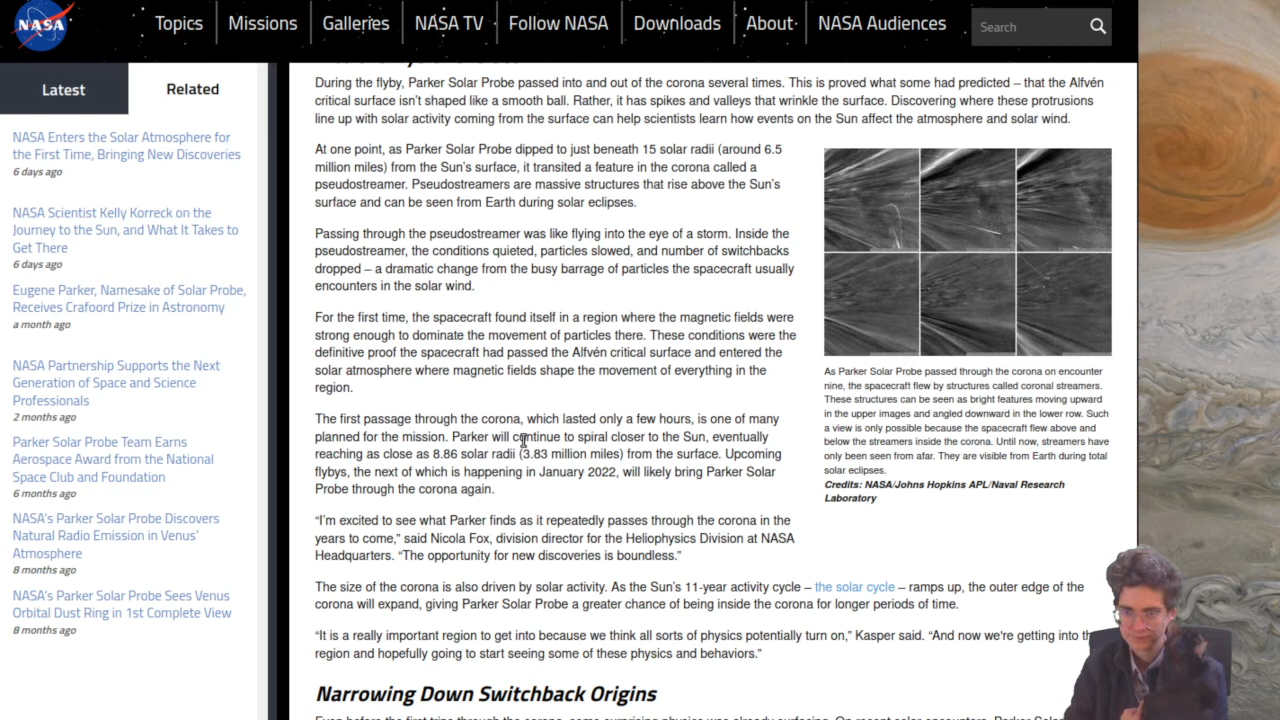 NASA
Topics
Missions
Galleries
NASA TV
Follow NASA
Downloads
About
NASA Audiences
Search
Latest
Related
NASA Enters the Solar Atmosphere for
the First Time, Bringing New Discoveries
6 days ago
NASA Scientist Kelly Korreck on the
Journey to the Sun, and What It Takes to
Get There
6 days ago
Eugene Parker, Namesake of Solar Probe,
Receives Crafoord Prize in Astronomy
a month ago
NASA Partnership Supports the Next
Generation of Space and Science
Professionals
2 months ago
Parker Solar Probe Team Earns
Aerospace Award from the National
Space Club and Foundation
6 months ago
NASA's Parker Solar Probe Discovers
Natural Radio Emission in Venus'
Atmosphere
8 months ago
NASA's Parker Solar Probe Sees Venus
Orbital Dust Ring in 1st Complete View
8 months ago
During the flyby, Parker Solar Probe passed into and out of the corona several times. This is proved what some had predicted – that the Alfvén
critical surface isn't shaped like a smooth ball. Rather, it has spikes and valleys that wrinkle the surface. Discovering where these protrusions
line up with solar activity coming from the surface can help scientists learn how events on the Sun affect the atmosphere and solar wind.
At one point, as Parker Solar Probe dipped to just beneath 15 solar radii (around 6.5
million miles) from the Sun's surface, it transited a feature in the corona called a
pseudostreamer. Pseudostreamers are massive structures that rise above the Sun's
surface and can be seen from Earth during solar eclipses.
Passing through the pseudostreamer was like flying into the eye of a storm. Inside the
pseudostreamer, the conditions quieted, particles slowed, and number of switchbacks
dropped – a dramatic change from the busy barrage of particles the spacecraft usually
encounters in the solar wind.
For the first time, the spacecraft found itself in a region where the magnetic fields were
strong enough to dominate the movement of particles there. These conditions were the
definitive proof the spacecraft had passed the Alfvén critical surface and entered the
solar atmosphere where magnetic fields shape the movement of everything in the
region.
The first passage through the corona, which lasted only a few hours, is one of many
planned for the mission. Parker will continue to spiral closer to the Sun, eventually
reaching as close as 8.86 solar radii (3.83 million miles) from the surface. Upcoming
flybys, the next of which is happening in January 2022, will likely bring Parker Solar
Probe through the corona again.
“I'm excited to see what Parker finds as it repeatedly passes through the corona in the
years to come,” said Nicola Fox, division director for the Heliophysics Division at NASA
Headquarters. “The opportunity for new discoveries is boundless.”
As Parker Solar Probe passed through the corona on encounter
nine, the spacecraft flew by structures called coronal streamers.
These structures can be seen as bright features moving upward
in the upper images and angled downward in the lower row. Such
a view is only possible because the spacecraft flew above and
below the streamers inside the corona. Until now, streamers have
only been seen from afar. They are visible from Earth during total
solar eclipses.
Credits: NASA/Johns Hopkins APL/Naval Research
Laboratory
The size of the corona is also driven by solar activity. As the Sun's 11-year activity cycle – the solar cycle – ramps up, the outer edge of the
corona will expand, giving Parker Solar Probe a greater chance of being inside the corona for longer periods of time.
“It is a really important region to get into because we think all sorts of physics potentially turn on,” Kasper said. “And now we're getting into
region and hopefully going to start seeing some of these physics and behaviors.”
Narrowing Down Switchback Origins